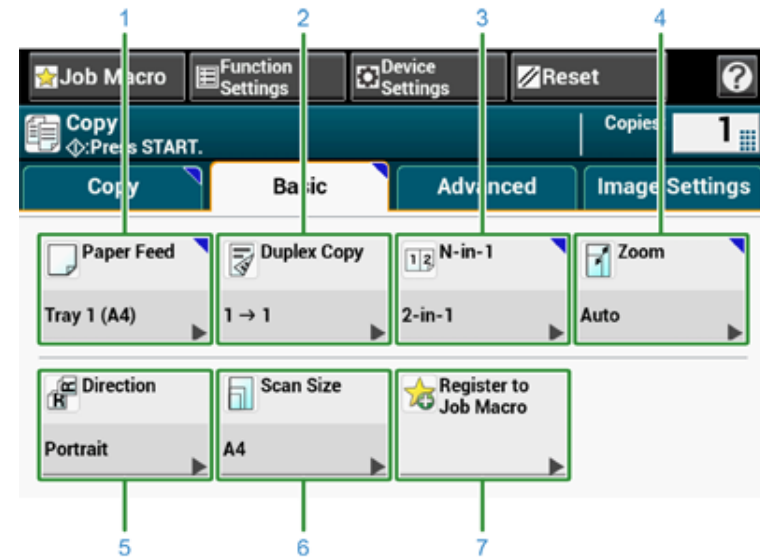 1 2 3 4
Job Macro Function Settings Device Settings Reset ?
Copy Copies: 1
:Press START.
Copy Basic Advanced Image Settings
Paper Feed Duplex Copy 1 2 N-in-1 Zoom
Tray 1 (A4) 1 → 1 2-in-1 Auto
R R Direction Scan Size Register to
Job Macro
Portrait A4
5 6 7